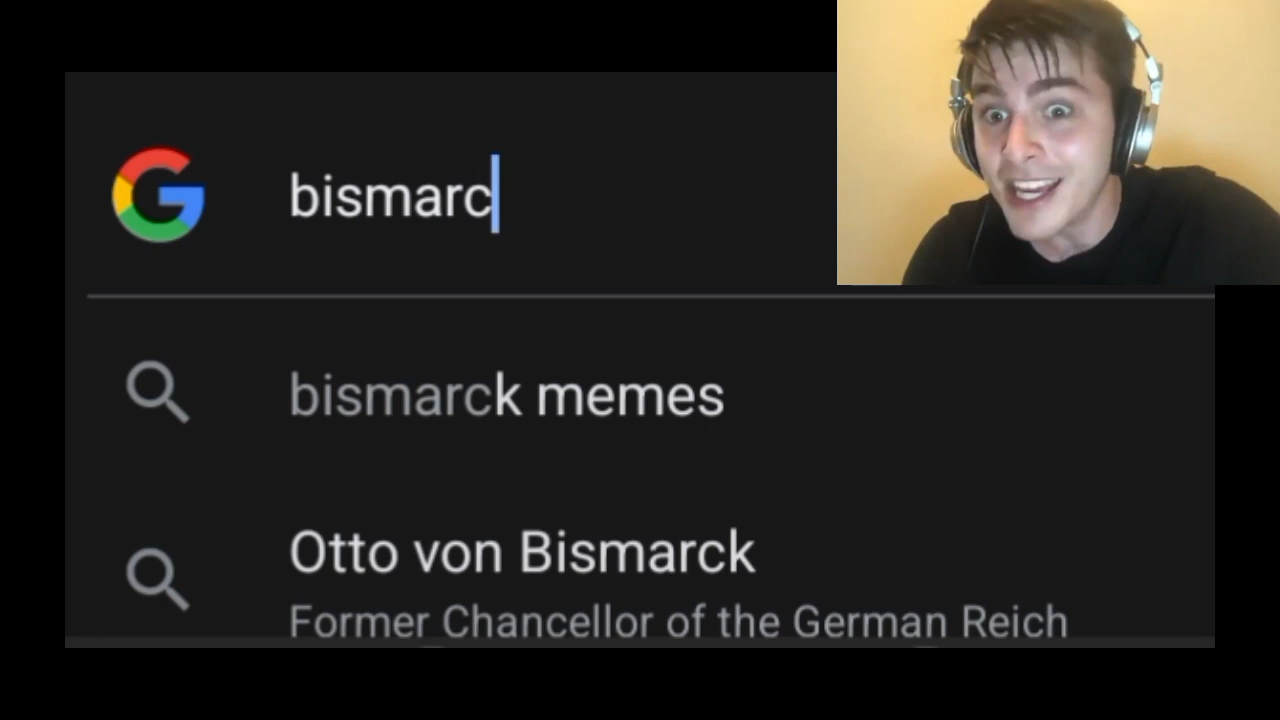 bismarc
bismarck memes
Otto von Bismarck
Former Chancellor of the German Reich